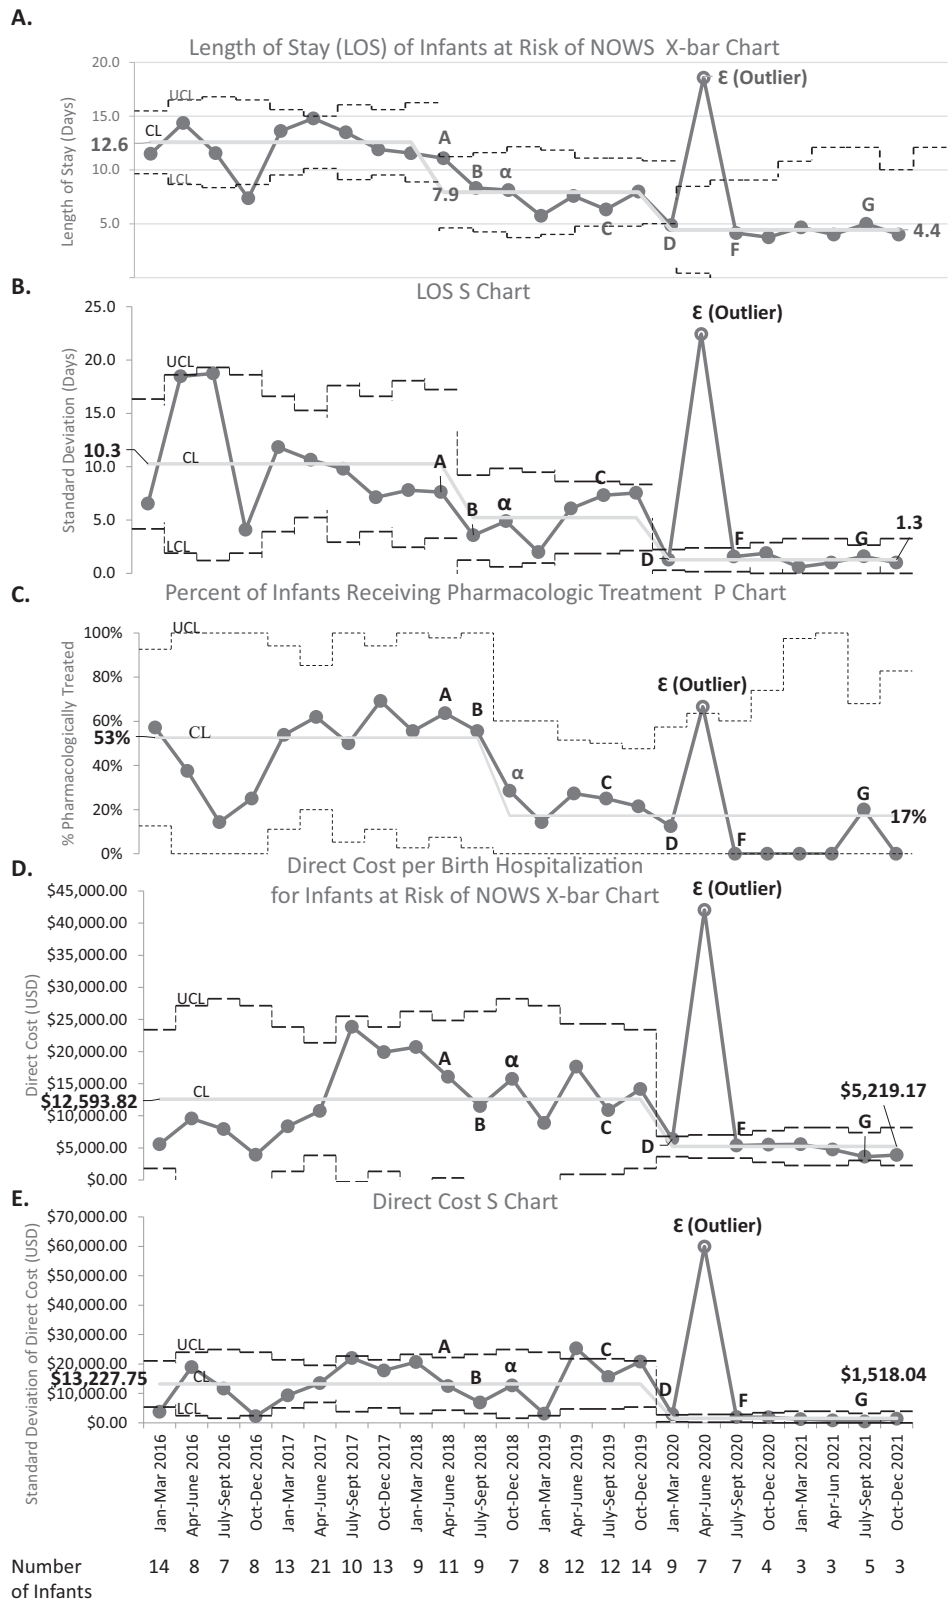 A.
Length of Stay (LOS) of Infants at Risk of NOWS X-bar Chart
20.0
ε (Outlier)
UCL
15.0
CL
A
12.6
10.0
B α
LCL
7.9
G
5.0
C
D
F
4.4
Length of Stay (Days)
B.
LOS S Chart
25.0
ε (Outlier)
20.0
UCL
15.0
10.3
CL
A
10.0
C
B
α
5.0
1.3
LCL
D
F
G
0.0
Standard Deviation (Days)
C.
Percent of Infants Receiving Pharmacologic Treatment P Chart
100%
UCL
80%
ε (Outlier)
A
B
60%
53%
CL
40%
α
C
G
20%
17%
D
F
0%
% Pharmacologically Treated
D.
Direct Cost per Birth Hospitalization
for Infants at Risk of NOWS X-bar Chart
$45,000.00
ε (Outlier)
$40,000.00
$35,000.00
$30,000.00
UCL
$25,000.00
$20,000.00
A
α
$15,000.00
CL
$12,593.82
$5,219.17
$10,000.00
B
C
D
F
G
$5,000.00
$0.00
Direct Cost (USD)
E.
Direct Cost S Chart
$70,000.00
ε (Outlier)
$60,000.00
$50,000.00
$40,000.00
$30,000.00
UCL
A
C
$20,000.00
CL
B
α
$13,227.75
$1,518.04
D
F
G
LCL
$10,000.00
$0.00
Standard Deviation of Direct Cost (USD)
Jan-Mar 2016
Apr-June 2016
July-Sept 2016
Oct-Dec 2016
Jan-Mar 2017
Apr-June 2017
July-Sept 2017
Oct-Dec 2017
Jan-Mar 2018
Apr-June 2018
July-Sept 2018
Oct-Dec 2018
Jan-Mar 2019
Apr-June 2019
July-Sept 2019
Oct-Dec 2019
Jan-Mar 2020
Apr-June 2020
July-Sept 2020
Oct-Dec 2020
Jan-Mar 2021
Apr-June 2021
July-Sept 2021
Oct-Dec 2021
Number 14 8 7 8 13 21 10 13 9 11 9 7 8 12 12 14 9 7 7 4 3 3 5 3
of Infants